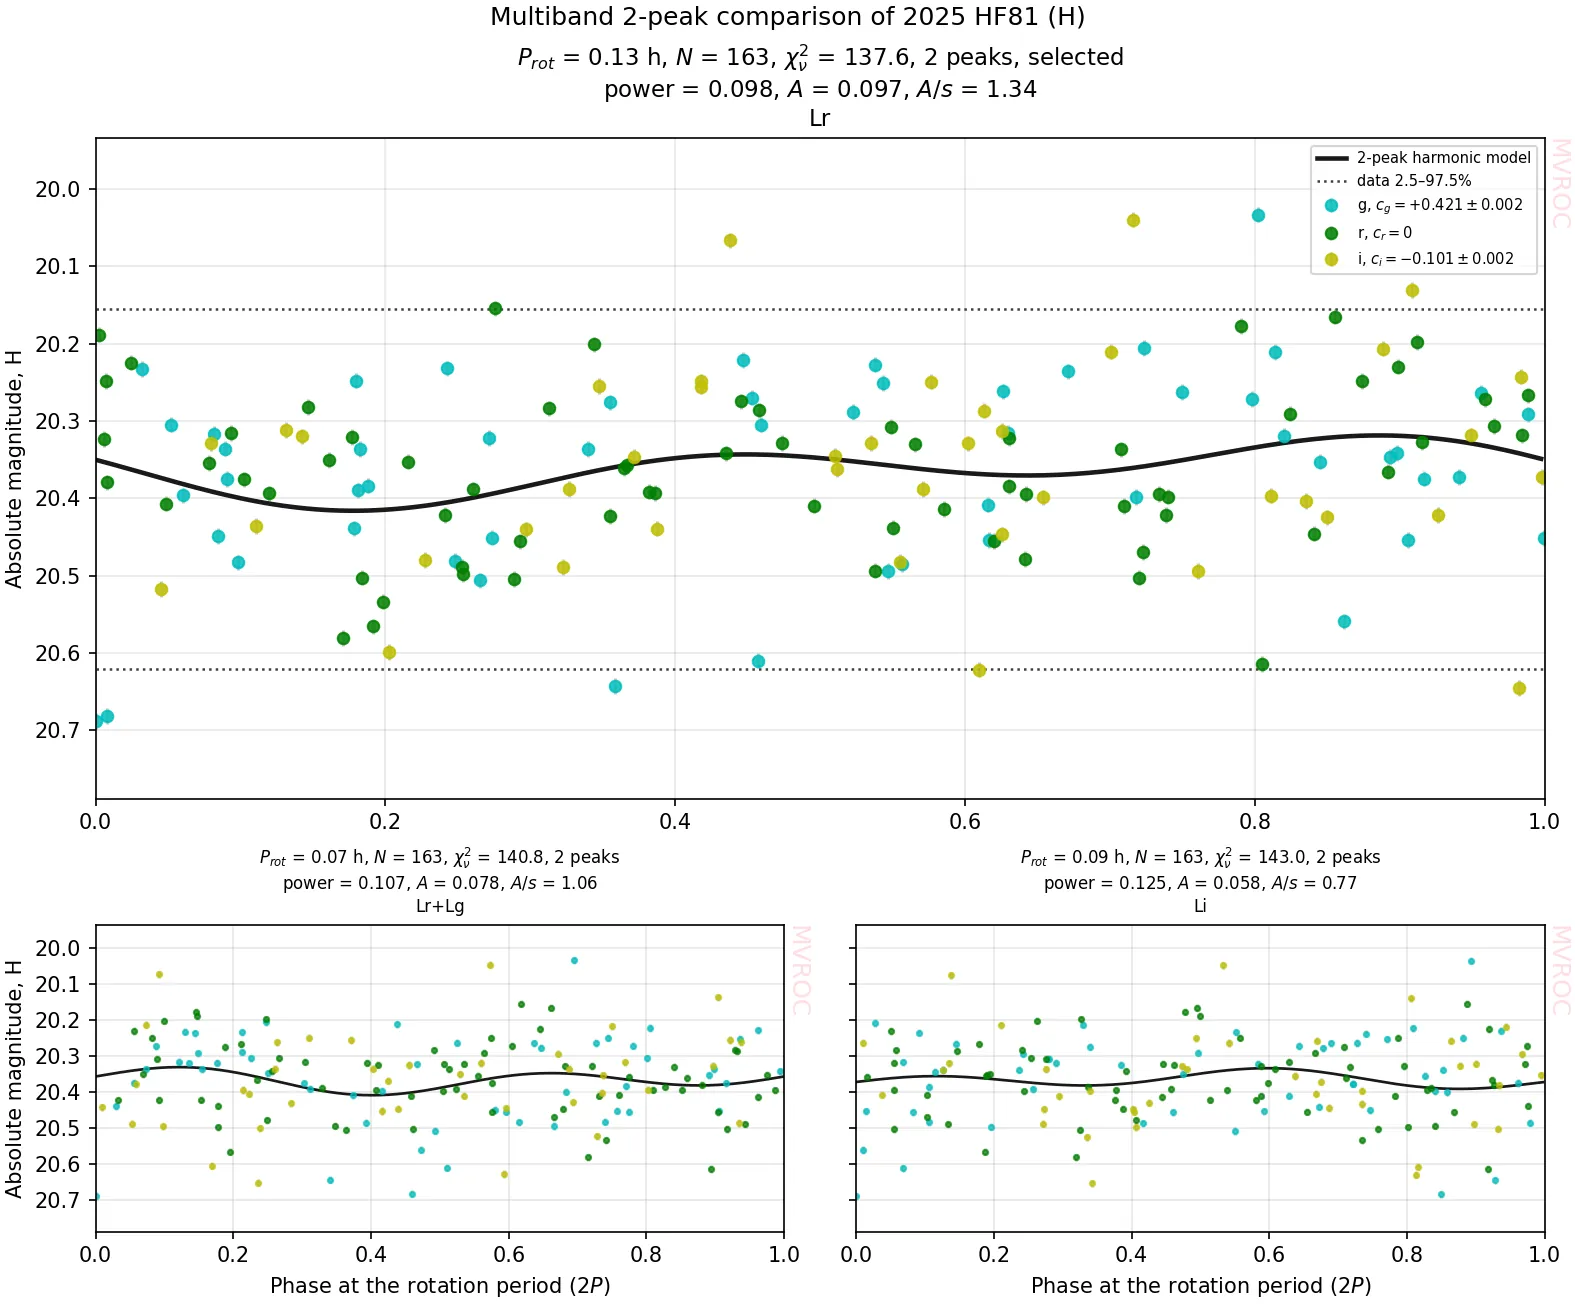 Multiband 2-peak comparison of 2025 HF81 (H)
P_rot = 0.13 h, N = 163, χ²_ν = 137.6, 2 peaks, selected
power = 0.098, A = 0.097, A/s = 1.34
Lr
2-peak harmonic model
data 2.5–97.5%
g, c_g = +0.421 ± 0.002
r, c_r = 0
i, c_i = −0.101 ± 0.002
MVROC
Absolute magnitude, H
20.0
20.1
20.2
20.3
20.4
20.5
20.6
20.7
0.0 0.2 0.4 0.6 0.8 1.0
P_rot = 0.07 h, N = 163, χ²_ν = 140.8, 2 peaks
power = 0.107, A = 0.078, A/s = 1.06
Lr+Lg
MVROC
Absolute magnitude, H
20.0
20.1
20.2
20.3
20.4
20.5
20.6
20.7
0.0 0.2 0.4 0.6 0.8 1.0
Phase at the rotation period (2P)
P_rot = 0.09 h, N = 163, χ²_ν = 143.0, 2 peaks
power = 0.125, A = 0.058, A/s = 0.77
Li
MVROC
0.0 0.2 0.4 0.6 0.8 1.0
Phase at the rotation period (2P)